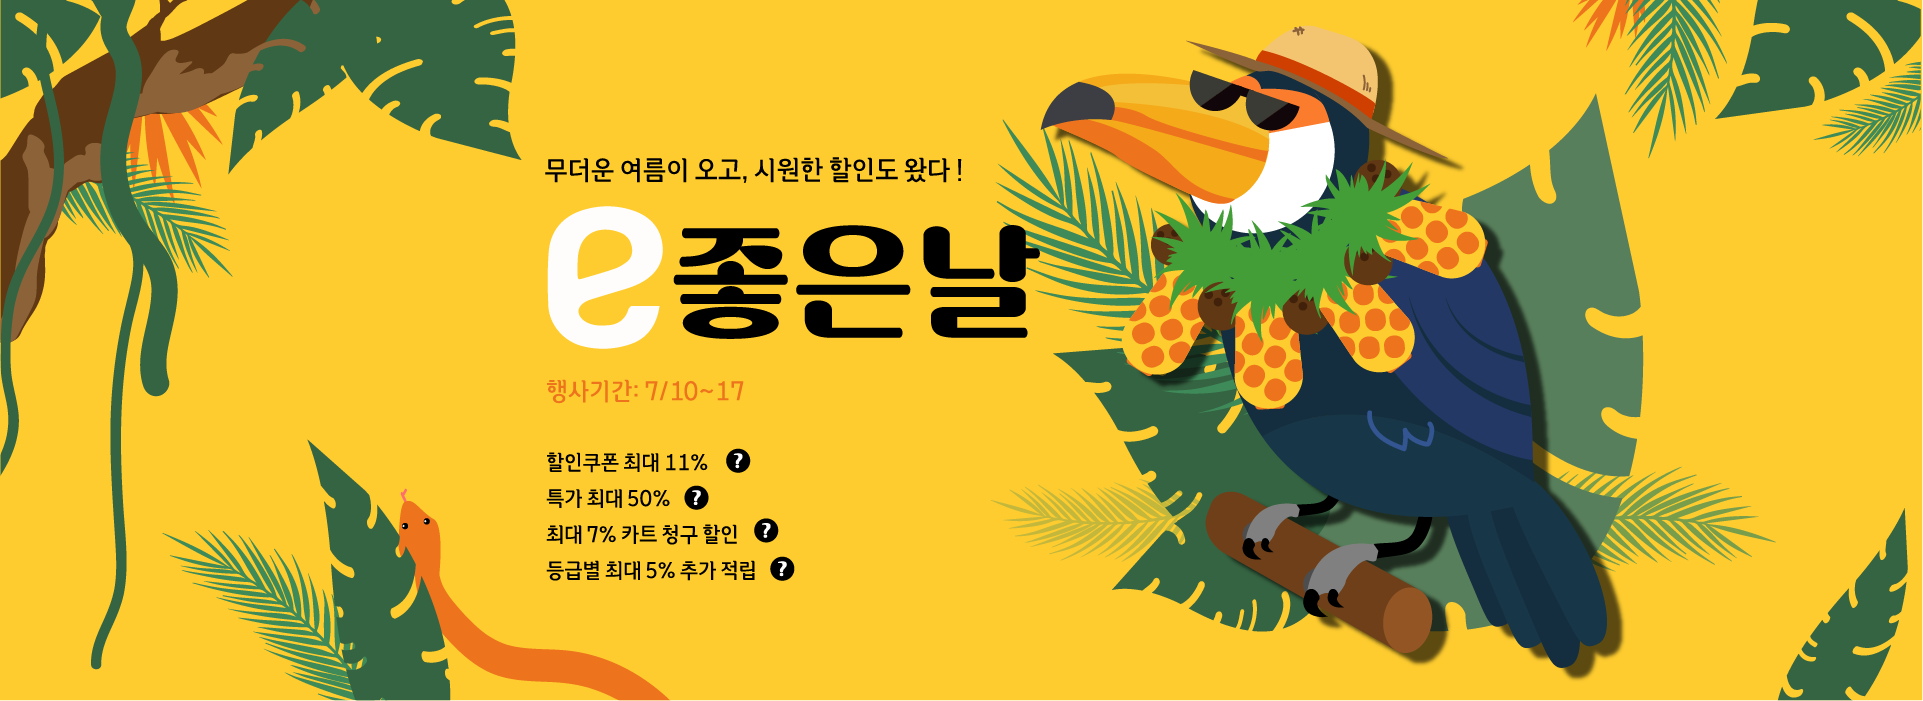 무더운 여름이 오고, 시원한 할인도 왔다 !
e좋은날
행사기간: 7/10~17
할인쿠폰 최대 11% ?
특가 최대 50% ?
최대 7% 카트 청구 할인 ?
등급별 최대 5% 추가 적립 ?